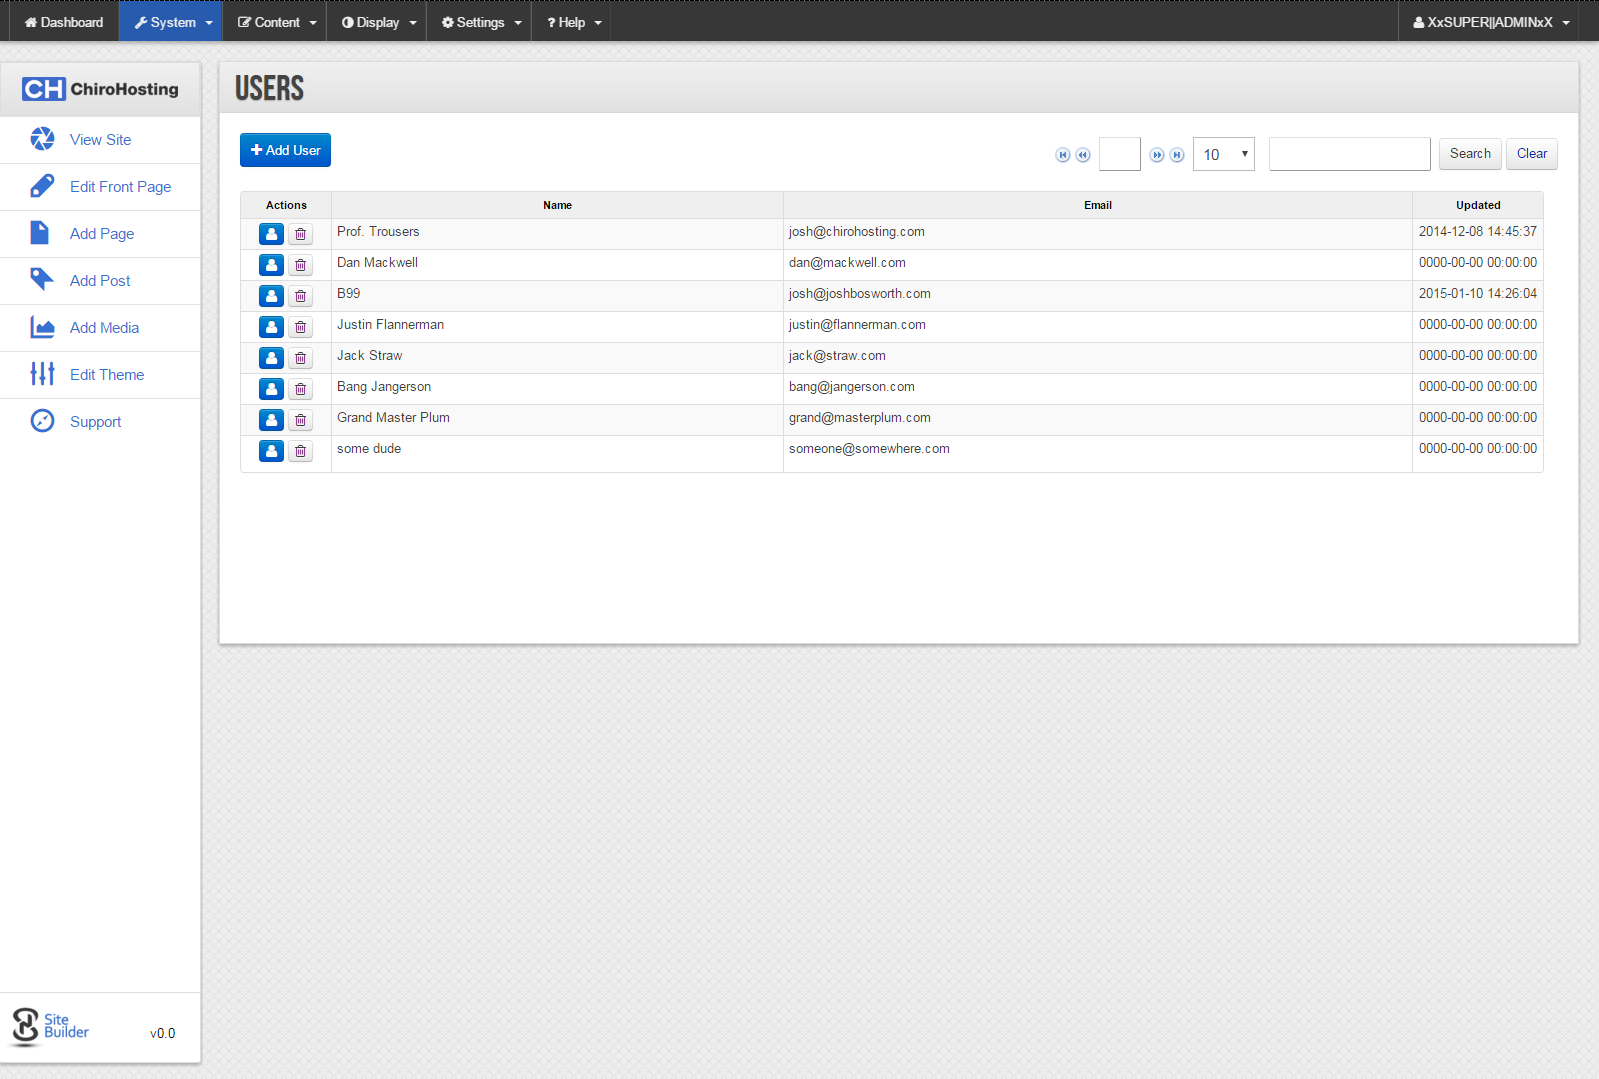 Dashboard System Content Display Settings ? Help XxSUPER||ADMINxX
CH ChiroHosting
View Site
Edit Front Page
Add Page
Add Post
Add Media
Edit Theme
Support
Site
Builder
v0.0
USERS
Add User 10 Search Clear
Actions Name Email Updated
Prof. Trousers josh@chirohosting.com 2014-12-08 14:45:37
Dan Mackwell dan@mackwell.com 0000-00-00 00:00:00
B99 josh@joshbosworth.com 2015-01-10 14:26:04
Justin Flannerman justin@flannerman.com 0000-00-00 00:00:00
Jack Straw jack@straw.com 0000-00-00 00:00:00
Bang Jangerson bang@jangerson.com 0000-00-00 00:00:00
Grand Master Plum grand@masterplum.com 0000-00-00 00:00:00
some dude someone@somewhere.com 0000-00-00 00:00:00